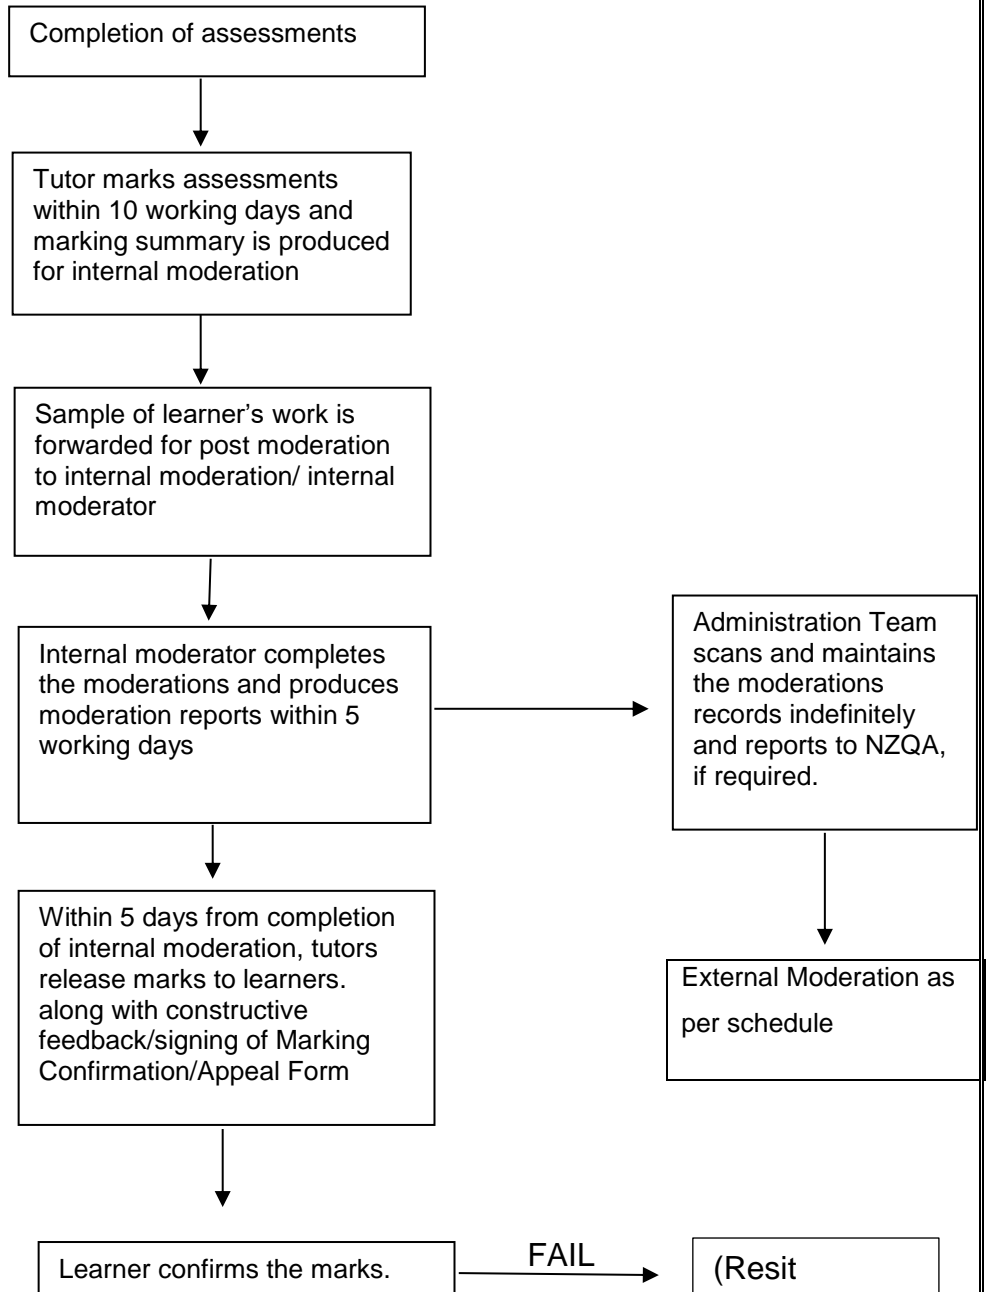 Completion of assessments
Tutor marks assessments
within 10 working days and
marking summary is produced
for internal moderation
Sample of learner’s work is
forwarded for post moderation
to internal moderation/ internal
moderator
Internal moderator completes
the moderations and produces
moderation reports within 5
working days
Administration Team
scans and maintains
the moderations
records indefinitely
and reports to NZQA,
if required.
Within 5 days from completion
of internal moderation, tutors
release marks to learners.
along with constructive
feedback/signing of Marking
Confirmation/Appeal Form
External Moderation as
per schedule
Learner confirms the marks.
FAIL
(Resit